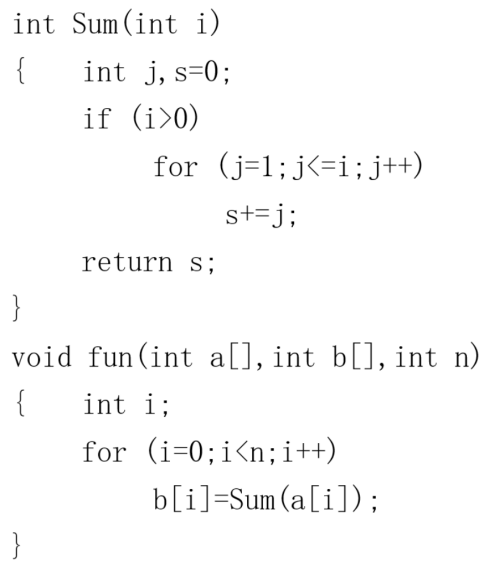 int Sum(int i)
{    int j,s=0;
     if (i>0)
         for (j=1;j<=i;j++)
             s+=j;
     return s;
}
void fun(int a[],int b[],int n)
{    int i;
     for (i=0;i<n;i++)
         b[i]=Sum(a[i]);
}